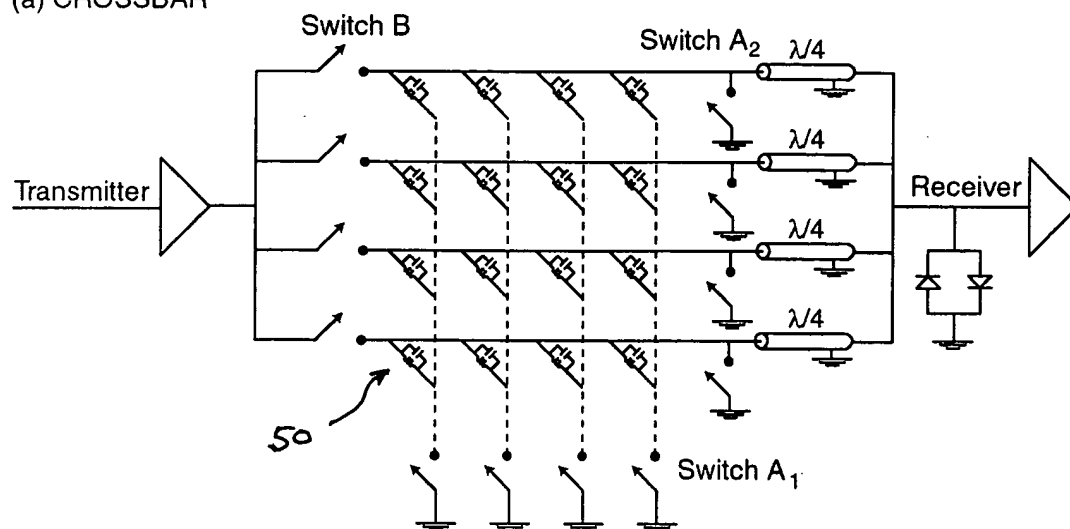 (a) CROSSBAR
Switch B
Switch A2
λ/4
λ/4
Transmitter
Receiver
λ/4
λ/4
50
Switch A1